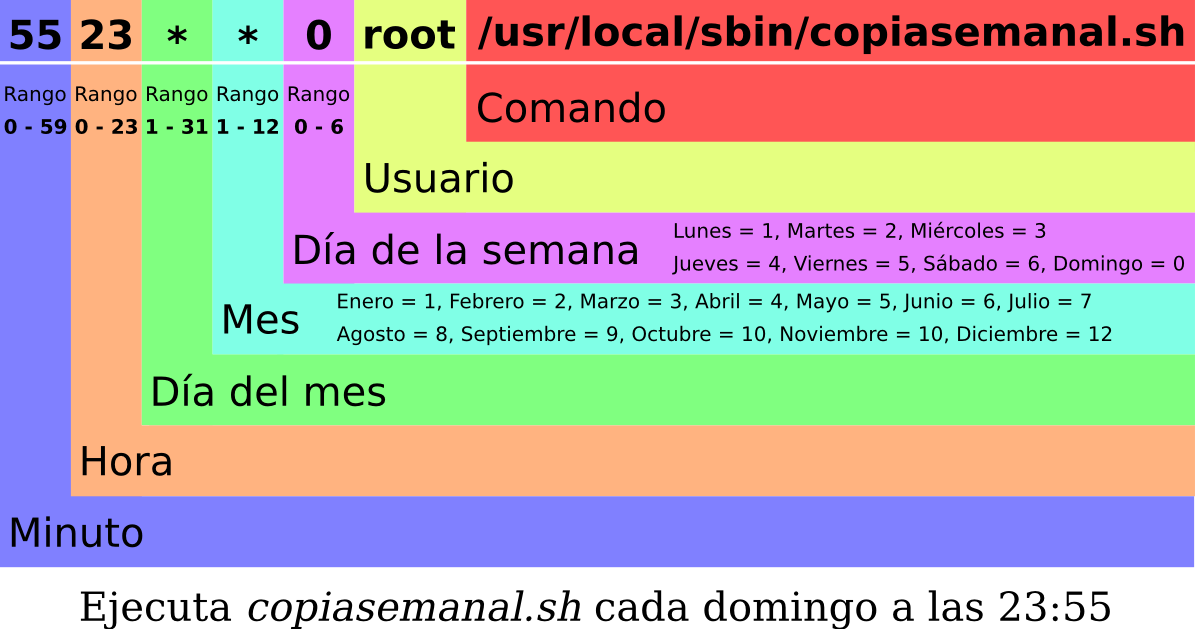 55 23 * * 0 root /usr/local/sbin/copiasemanal.sh
Rango Rango Rango Rango Rango
0 - 59 0 - 23 1 - 31 1 - 12 0 - 6
Comando
Usuario
Día de la semana
Lunes = 1, Martes = 2, Miércoles = 3
Jueves = 4, Viernes = 5, Sábado = 6, Domingo = 0
Mes
Enero = 1, Febrero = 2, Marzo = 3, Abril = 4, Mayo = 5, Junio = 6, Julio = 7
Agosto = 8, Septiembre = 9, Octubre = 10, Noviembre = 10, Diciembre = 12
Día del mes
Hora
Minuto
Ejecuta copiasemanal.sh cada domingo a las 23:55